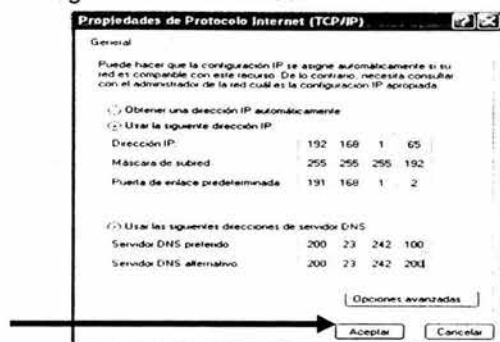 Propiedades de Protocolo Internet (TCP/IP)
General
Puede hacer que la configuración IP se asigne automáticamente si su
red es compatible con este recurso. De lo contrario, necesita consultar
con el administrador de la red cuál es la configuración IP apropiada.
Obtener una dirección IP automáticamente
Usar la siguiente dirección IP:
Dirección IP: 192 168 1 65
Máscara de subred: 255 255 255 192
Puerta de enlace predeterminada: 191 168 1 2
Usar las siguientes direcciones de servidor DNS:
Servidor DNS preferido: 200 23 242 100
Servidor DNS alternativo: 200 23 242 200
Opciones avanzadas...
Aceptar Cancelar